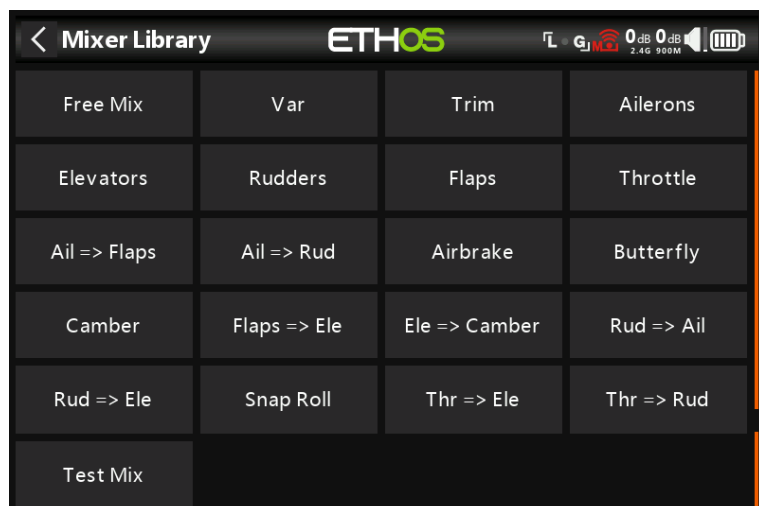 Mixer Library
ETHOS
L G M 0dB 2.4G 0dB 900M
Free Mix
Var
Trim
Ailerons
Elevators
Rudders
Flaps
Throttle
Ail => Flaps
Ail => Rud
Airbrake
Butterfly
Camber
Flaps => Ele
Ele => Camber
Rud => Ail
Rud => Ele
Snap Roll
Thr => Ele
Thr => Rud
Test Mix